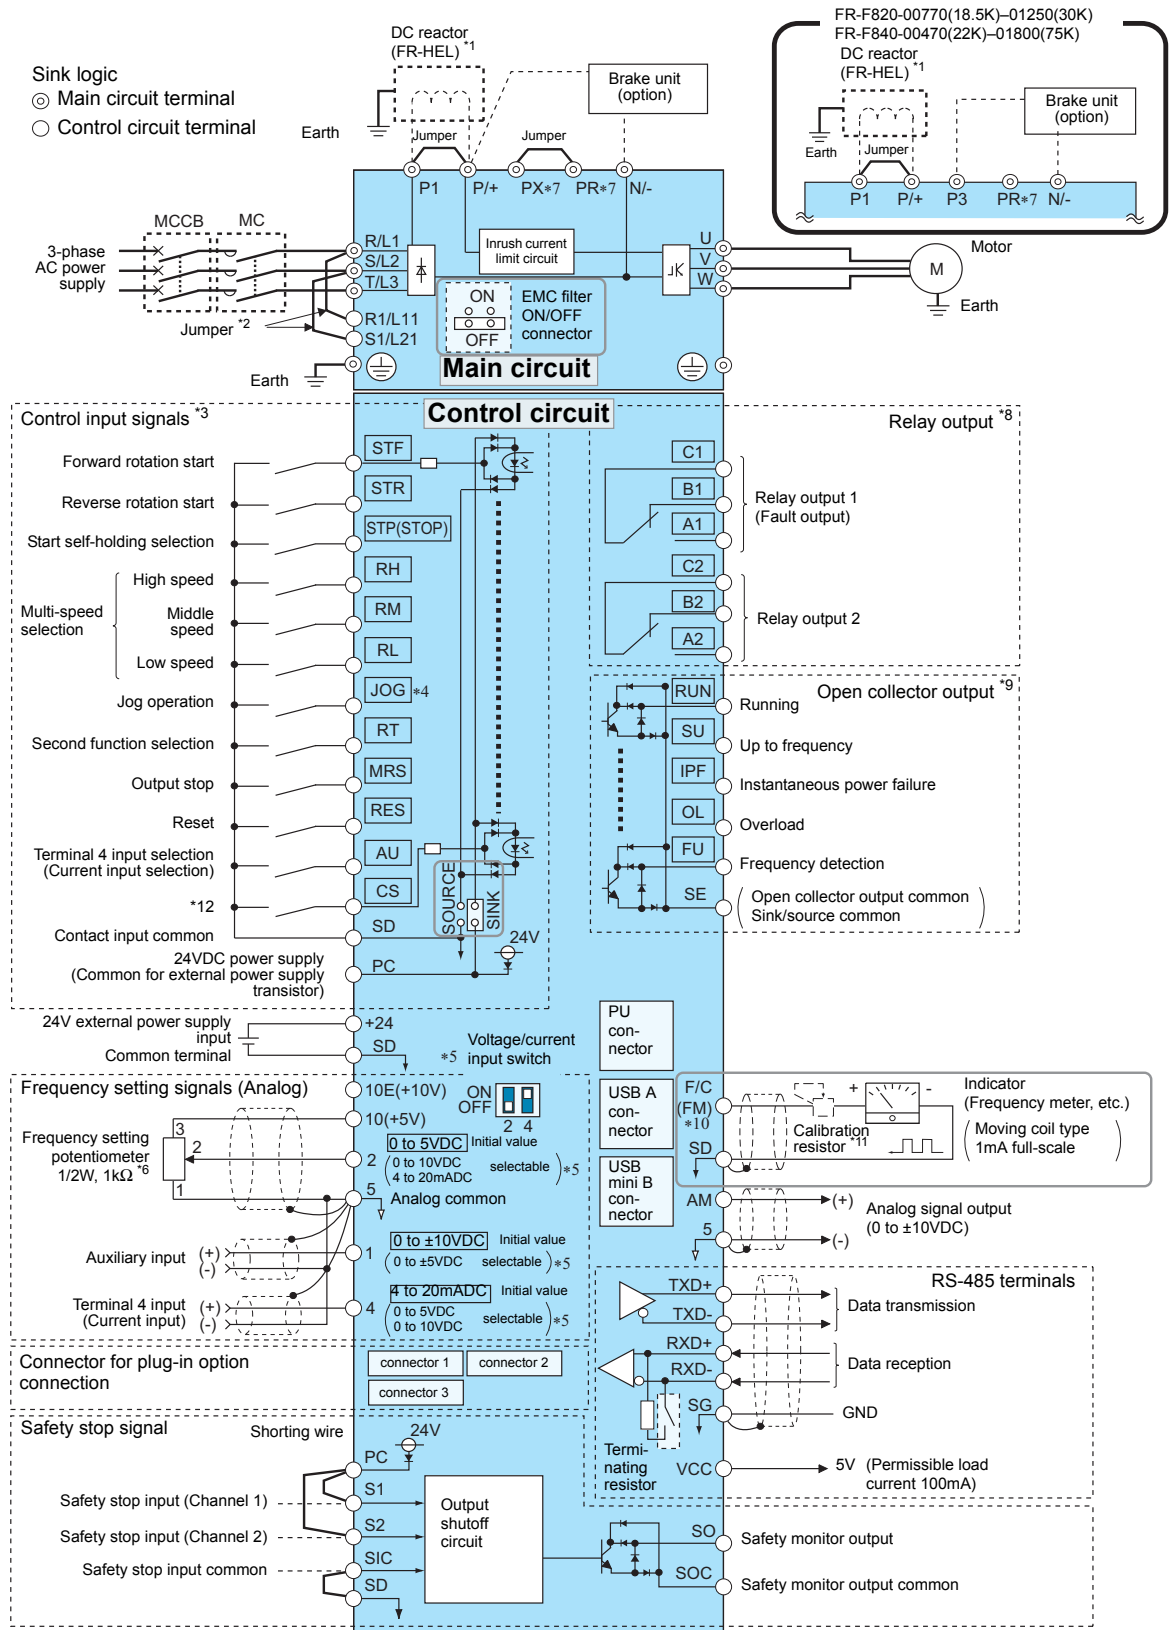 FR-F820-00770(18.5K)–01250(30K)
FR-F840-00470(22K)–01800(75K)
DC reactor
(FR-HEL) *1
Brake unit
(option)
Earth
Jumper
P1
P/+
P3
PR*7
N/-
Sink logic
Main circuit terminal
Control circuit terminal
DC reactor
(FR-HEL) *1
Brake unit
(option)
Earth
Jumper
Jumper
P1
P/+
PX*7
PR*7
N/-
MCCB
MC
3-phase
AC power
supply
Jumper *2
Earth
R/L1
S/L2
T/L3
R1/L11
S1/L21
Inrush current
limit circuit
ON
OFF
EMC filter
ON/OFF
connector
U
V
W
Motor
M
Earth
Main circuit
Control circuit
Control input signals *3
Forward rotation start
STF
Reverse rotation start
STR
Start self-holding selection
STP(STOP)
Multi-speed
selection
High speed
RH
Middle
speed
RM
Low speed
RL
Jog operation
JOG *4
Second function selection
RT
Output stop
MRS
Reset
RES
Terminal 4 input selection
(Current input selection)
AU
*12
CS
Contact input common
SD
24VDC power supply
(Common for external power supply
transistor)
PC
SOURCE
SINK
24V
Relay output *8
C1
B1
A1
Relay output 1
(Fault output)
C2
B2
A2
Relay output 2
Open collector output *9
RUN
Running
SU
Up to frequency
IPF
Instantaneous power failure
OL
Overload
FU
Frequency detection
SE
Open collector output common
Sink/source common
24V external power supply
input
+24
Common terminal
SD
*5
Voltage/current
input switch
ON
OFF
2 4
Frequency setting signals (Analog)
10E(+10V)
10(+5V)
Frequency setting
potentiometer
1/2W, 1kΩ *6
3
2
1
2
0 to 5VDC
Initial value
0 to 10VDC
4 to 20mADC
selectable
*5
5
Analog common
Auxiliary input
(+)
(-)
1
0 to ±10VDC
Initial value
0 to ±5VDC
selectable
*5
Terminal 4 input
(Current input)
(+)
(-)
4
4 to 20mADC
Initial value
0 to 5VDC
0 to 10VDC
selectable
*5
PU
con-
nector
USB A
con-
nector
USB
mini B
con-
nector
F/C
(FM)
*10
SD
Calibration
resistor *11
+
-
Indicator
(Frequency meter, etc.)
Moving coil type
1mA full-scale
AM
5
(+)
(-)
Analog signal output
(0 to ±10VDC)
RS-485 terminals
TXD+
TXD-
Data transmission
RXD+
RXD-
Data reception
SG
GND
Termi-
nating
resistor
VCC
5V
(Permissible load
current 100mA)
Connector for plug-in option
connection
connector 1
connector 2
connector 3
Safety stop signal
Shorting wire
24V
PC
Safety stop input (Channel 1)
S1
Safety stop input (Channel 2)
S2
Safety stop input common
SIC
SD
Output
shutoff
circuit
SO
Safety monitor output
SOC
Safety monitor output common